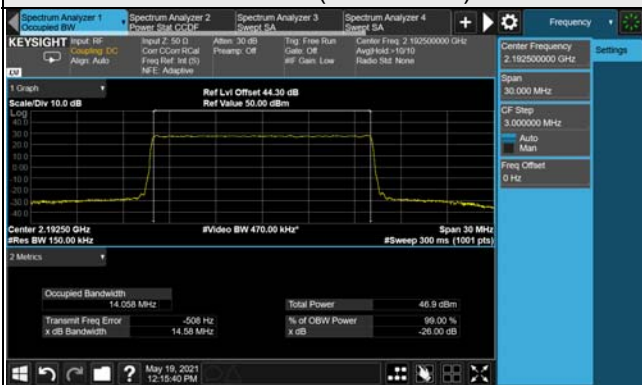 Spectrum Analyzer 1
Occupied BW
Spectrum Analyzer 2
Power Stat CCDF
Spectrum Analyzer 3
Swept SA
Spectrum Analyzer 4
Swept SA
Frequency
KEYSIGHT
Input: RF
Coupling: DC
Align: Auto
Input Z: 50 Ω
Corr CCorr RCal
Freq Ref: Int (S)
NFE: Adaptive
Atten: 30 dB
Preamp: Off
Trig: Free Run
Gate: Off
#IF Gain: Low
Center Freq: 2.192500000 GHz
Avg|Hold:>10/10
Radio Std: None
LXI
Center Frequency
2.192500000 GHz
Settings
Span
30.000 MHz
CF Step
3.000000 MHz
Auto
Man
Freq Offset
0 Hz
1 Graph
Scale/Div 10.0 dB
Ref Lvl Offset 44.30 dB
Ref Value 50.00 dBm
Log
40.0
30.0
20.0
10.0
0.00
-10.0
-20.0
-30.0
-40.0
Center 2.19250 GHz
#Res BW 150.00 kHz
#Video BW 470.00 kHz*
Span 30 MHz
#Sweep 300 ms (1001 pts)
2 Metrics
Occupied Bandwidth
14.058 MHz
Total Power 46.9 dBm
Transmit Freq Error -508 Hz
% of OBW Power 99.00 %
x dB Bandwidth 14.58 MHz
x dB -26.00 dB
?
May 19, 2021
12:15:40 PM